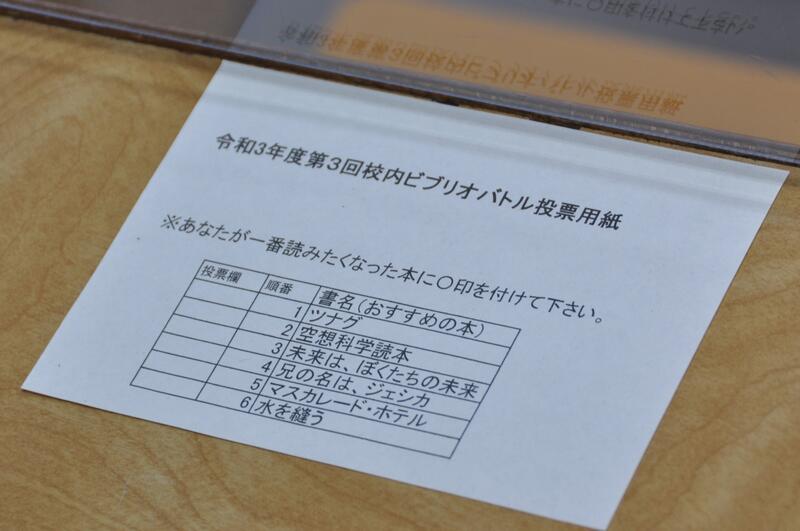 令和3年度第3回校内ビブリオバトル投票用紙
※あなたが一番読みたくなった本に〇印を付けて下さい。
投票欄 順番 書名(おすすめの本)
1 ツナグ
2 空想科学読本
3 未来は、ぼくたちの未来
4 兄の名は、ジェシカ
5 マスカレード・ホテル
6 水を縫う